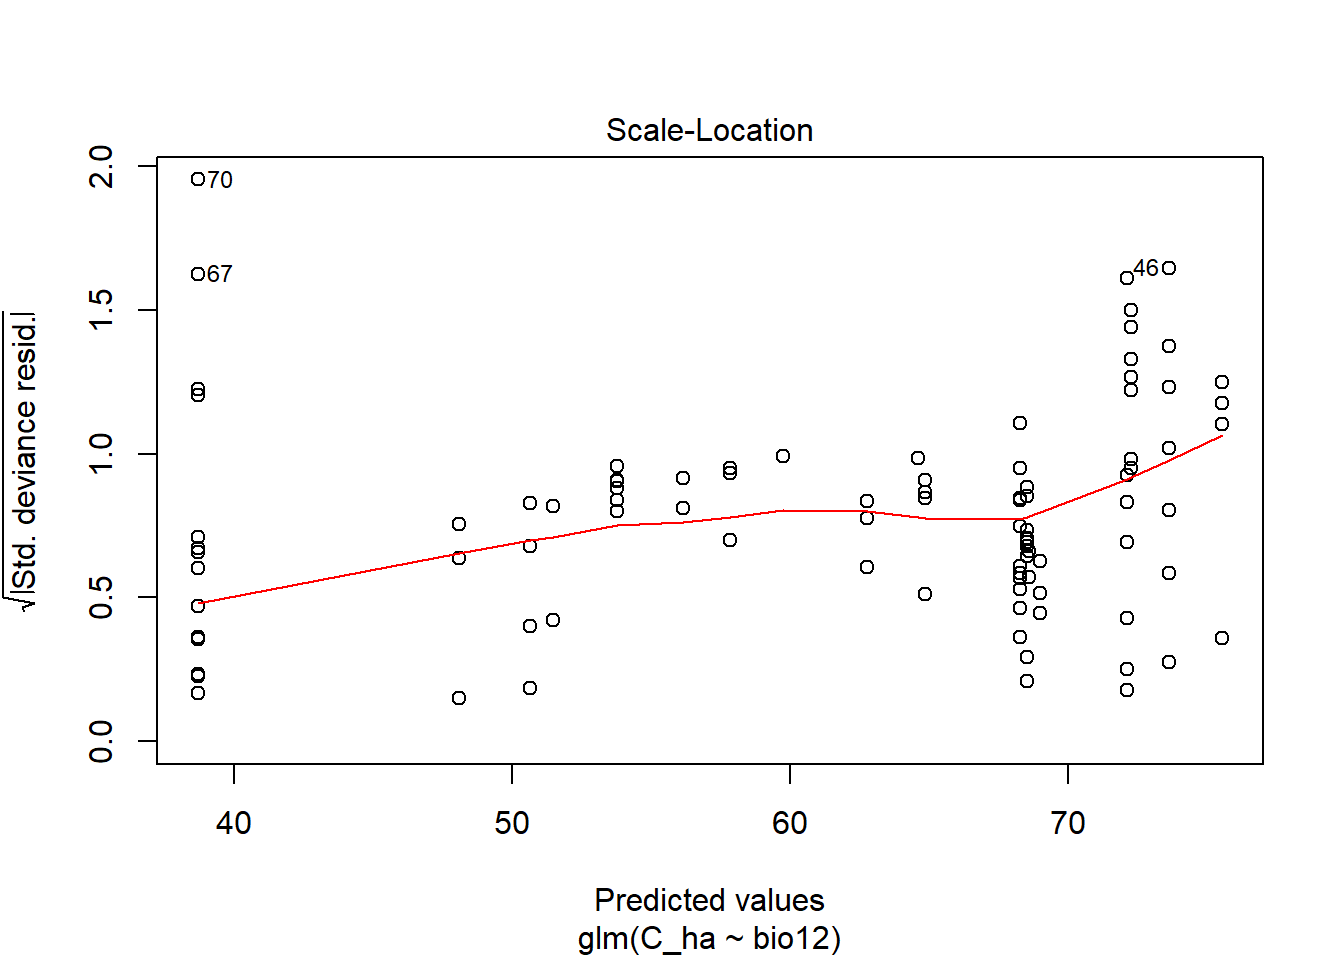 Scale-Location
√|Std. deviance resid.|
2.0
1.5
1.0
0.5
0.0
70
67
46
40 50 60 70
Predicted values
glm(C_ha ~ bio12)